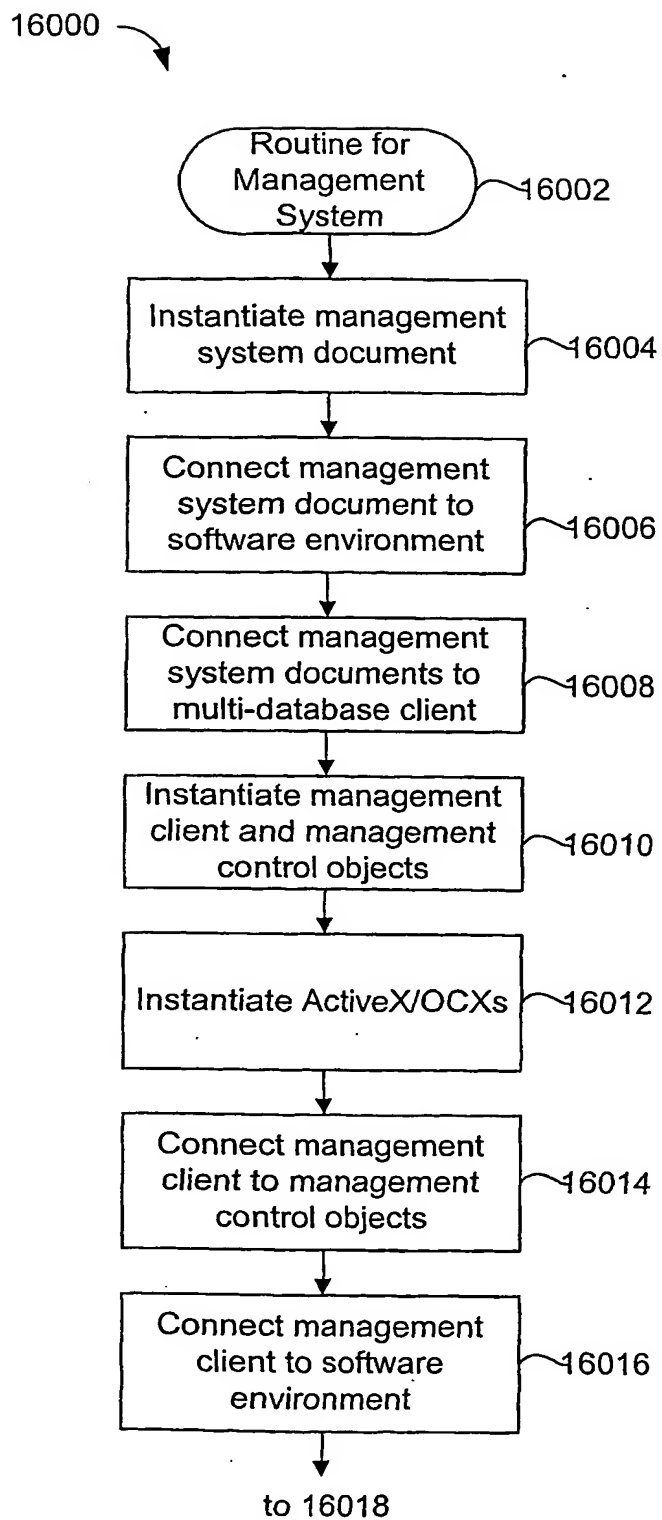 16000
Routine for
Management
System
16002
Instantiate management
system document
16004
Connect management
system document to
software environment
16006
Connect management
system documents to
multi-database client
16008
Instantiate management
client and management
control objects
16010
Instantiate ActiveX/OCXs
16012
Connect management
client to management
control objects
16014
Connect management
client to software
environment
16016
to 16018